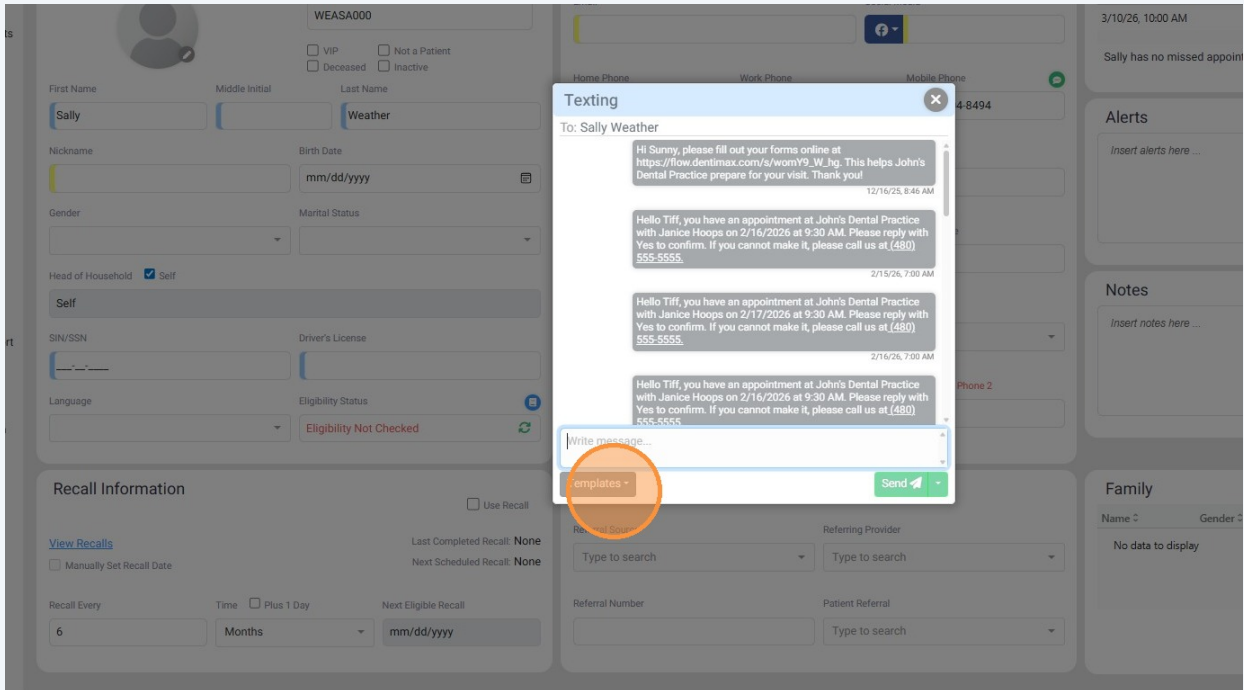 ts
WEASA000
VIP
Not a Patient
Deceased
Inactive
First Name
Middle Initial
Last Name
Sally
Weather
Nickname
Birth Date
mm/dd/yyyy
Gender
Marital Status
Head of Household
Self
Self
SIN/SSN
Driver's License
___-__-____
Language
Eligibility Status
Eligibility Not Checked
rt
Recall Information
Use Recall
View Recalls
Last Completed Recall: None
Manually Set Recall Date
Next Scheduled Recall: None
Recall Every
Time
Plus 1 Day
Next Eligible Recall
6
Months
mm/dd/yyyy
Home Phone
Work Phone
Mobile Phone
4-8494
Texting
To: Sally Weather
Hi Sunny, please fill out your forms online at
https://flow.dentimax.com/s/womY9_W_hg. This helps John's
Dental Practice prepare for your visit. Thank you!
12/16/25, 8:46 AM
Hello Tiff, you have an appointment at John's Dental Practice
with Janice Hoops on 2/16/2026 at 9:30 AM. Please reply with
Yes to confirm. If you cannot make it, please call us at (480)
555-5555.
2/15/26, 7:00 AM
Hello Tiff, you have an appointment at John's Dental Practice
with Janice Hoops on 2/17/2026 at 9:30 AM. Please reply with
Yes to confirm. If you cannot make it, please call us at (480)
555-5555.
2/16/26, 7:00 AM
Hello Tiff, you have an appointment at John's Dental Practice
with Janice Hoops on 2/16/2026 at 9:30 AM. Please reply with
Yes to confirm. If you cannot make it, please call us at (480)
555-5555.
Write message...
Templates
Send
Phone 2
Referral Source
Referring Provider
Type to search
Type to search
Referral Number
Patient Referral
Type to search
3/10/26, 10:00 AM
Sally has no missed appoint
Alerts
Insert alerts here ...
Notes
Insert notes here ...
Family
Name
Gender
No data to display